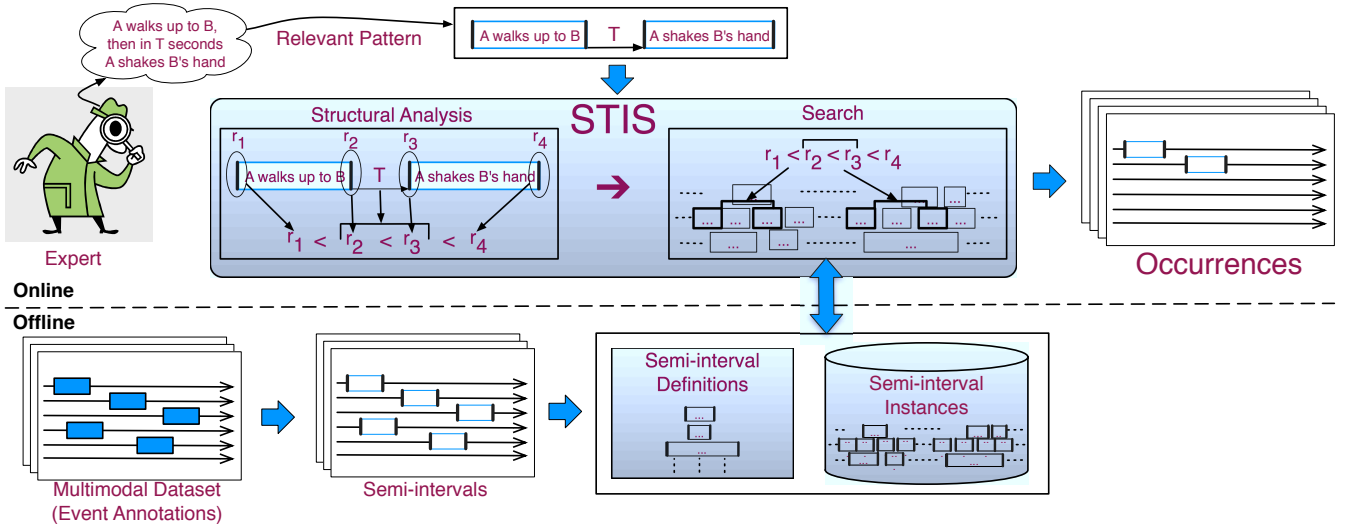 A walks up to B,
then in T seconds
A shakes B's hand
Relevant Pattern
A walks up to B
T
A shakes B's hand
Expert
STIS
Structural Analysis
r1
r2
r3
r4
A walks up to B
T
A shakes B's hand
r1 < r2 < r3 < r4
Search
r1 < r2 < r3 < r4
...
...
...
...
...
...
...
...
...
...
Occurrences
Online
Offline
Multimodal Dataset
(Event Annotations)
Semi-intervals
Semi-interval
Definitions
...
...
...
Semi-interval
Instances